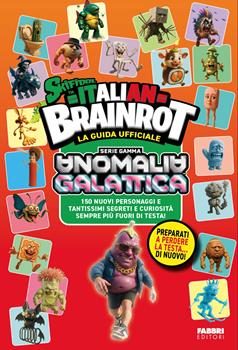 SKIFIDOL
ITALIAN
BRAINROT
LA GUIDA UFFICIALE
SERIE GAMMA
ANOMALIA
GALATTICA
150 NUOVI PERSONAGGI E
TANTISSIMI SEGRETI E CURIOSITÀ
SEMPRE PIÙ FUORI DI TESTA!
PREPARATI
A PERDERE
LA TESTA...
DI NUOVO!
FABBRI
EDITORI